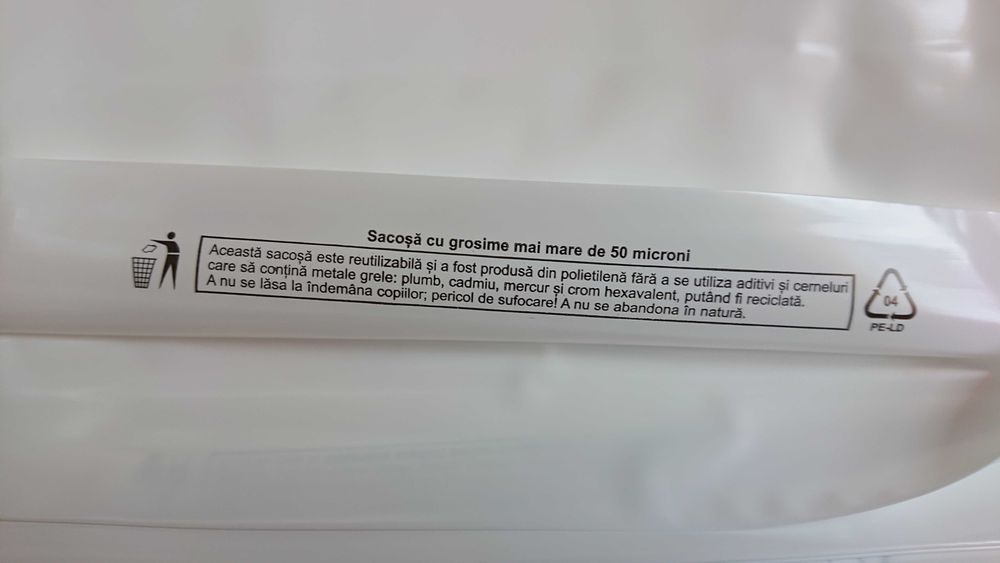 Sacoșă cu grosime mai mare de 50 microni
Această sacoșă este reutilizabilă și a fost produsă din polietilenă fără a se utiliza aditivi și cerneluri
care să conțină metale grele: plumb, cadmiu, mercur și crom hexavalent, putând fi reciclată.
A nu se lăsa la îndemâna copiilor; pericol de sufocare! A nu se abandona în natură.
04
PE-LD